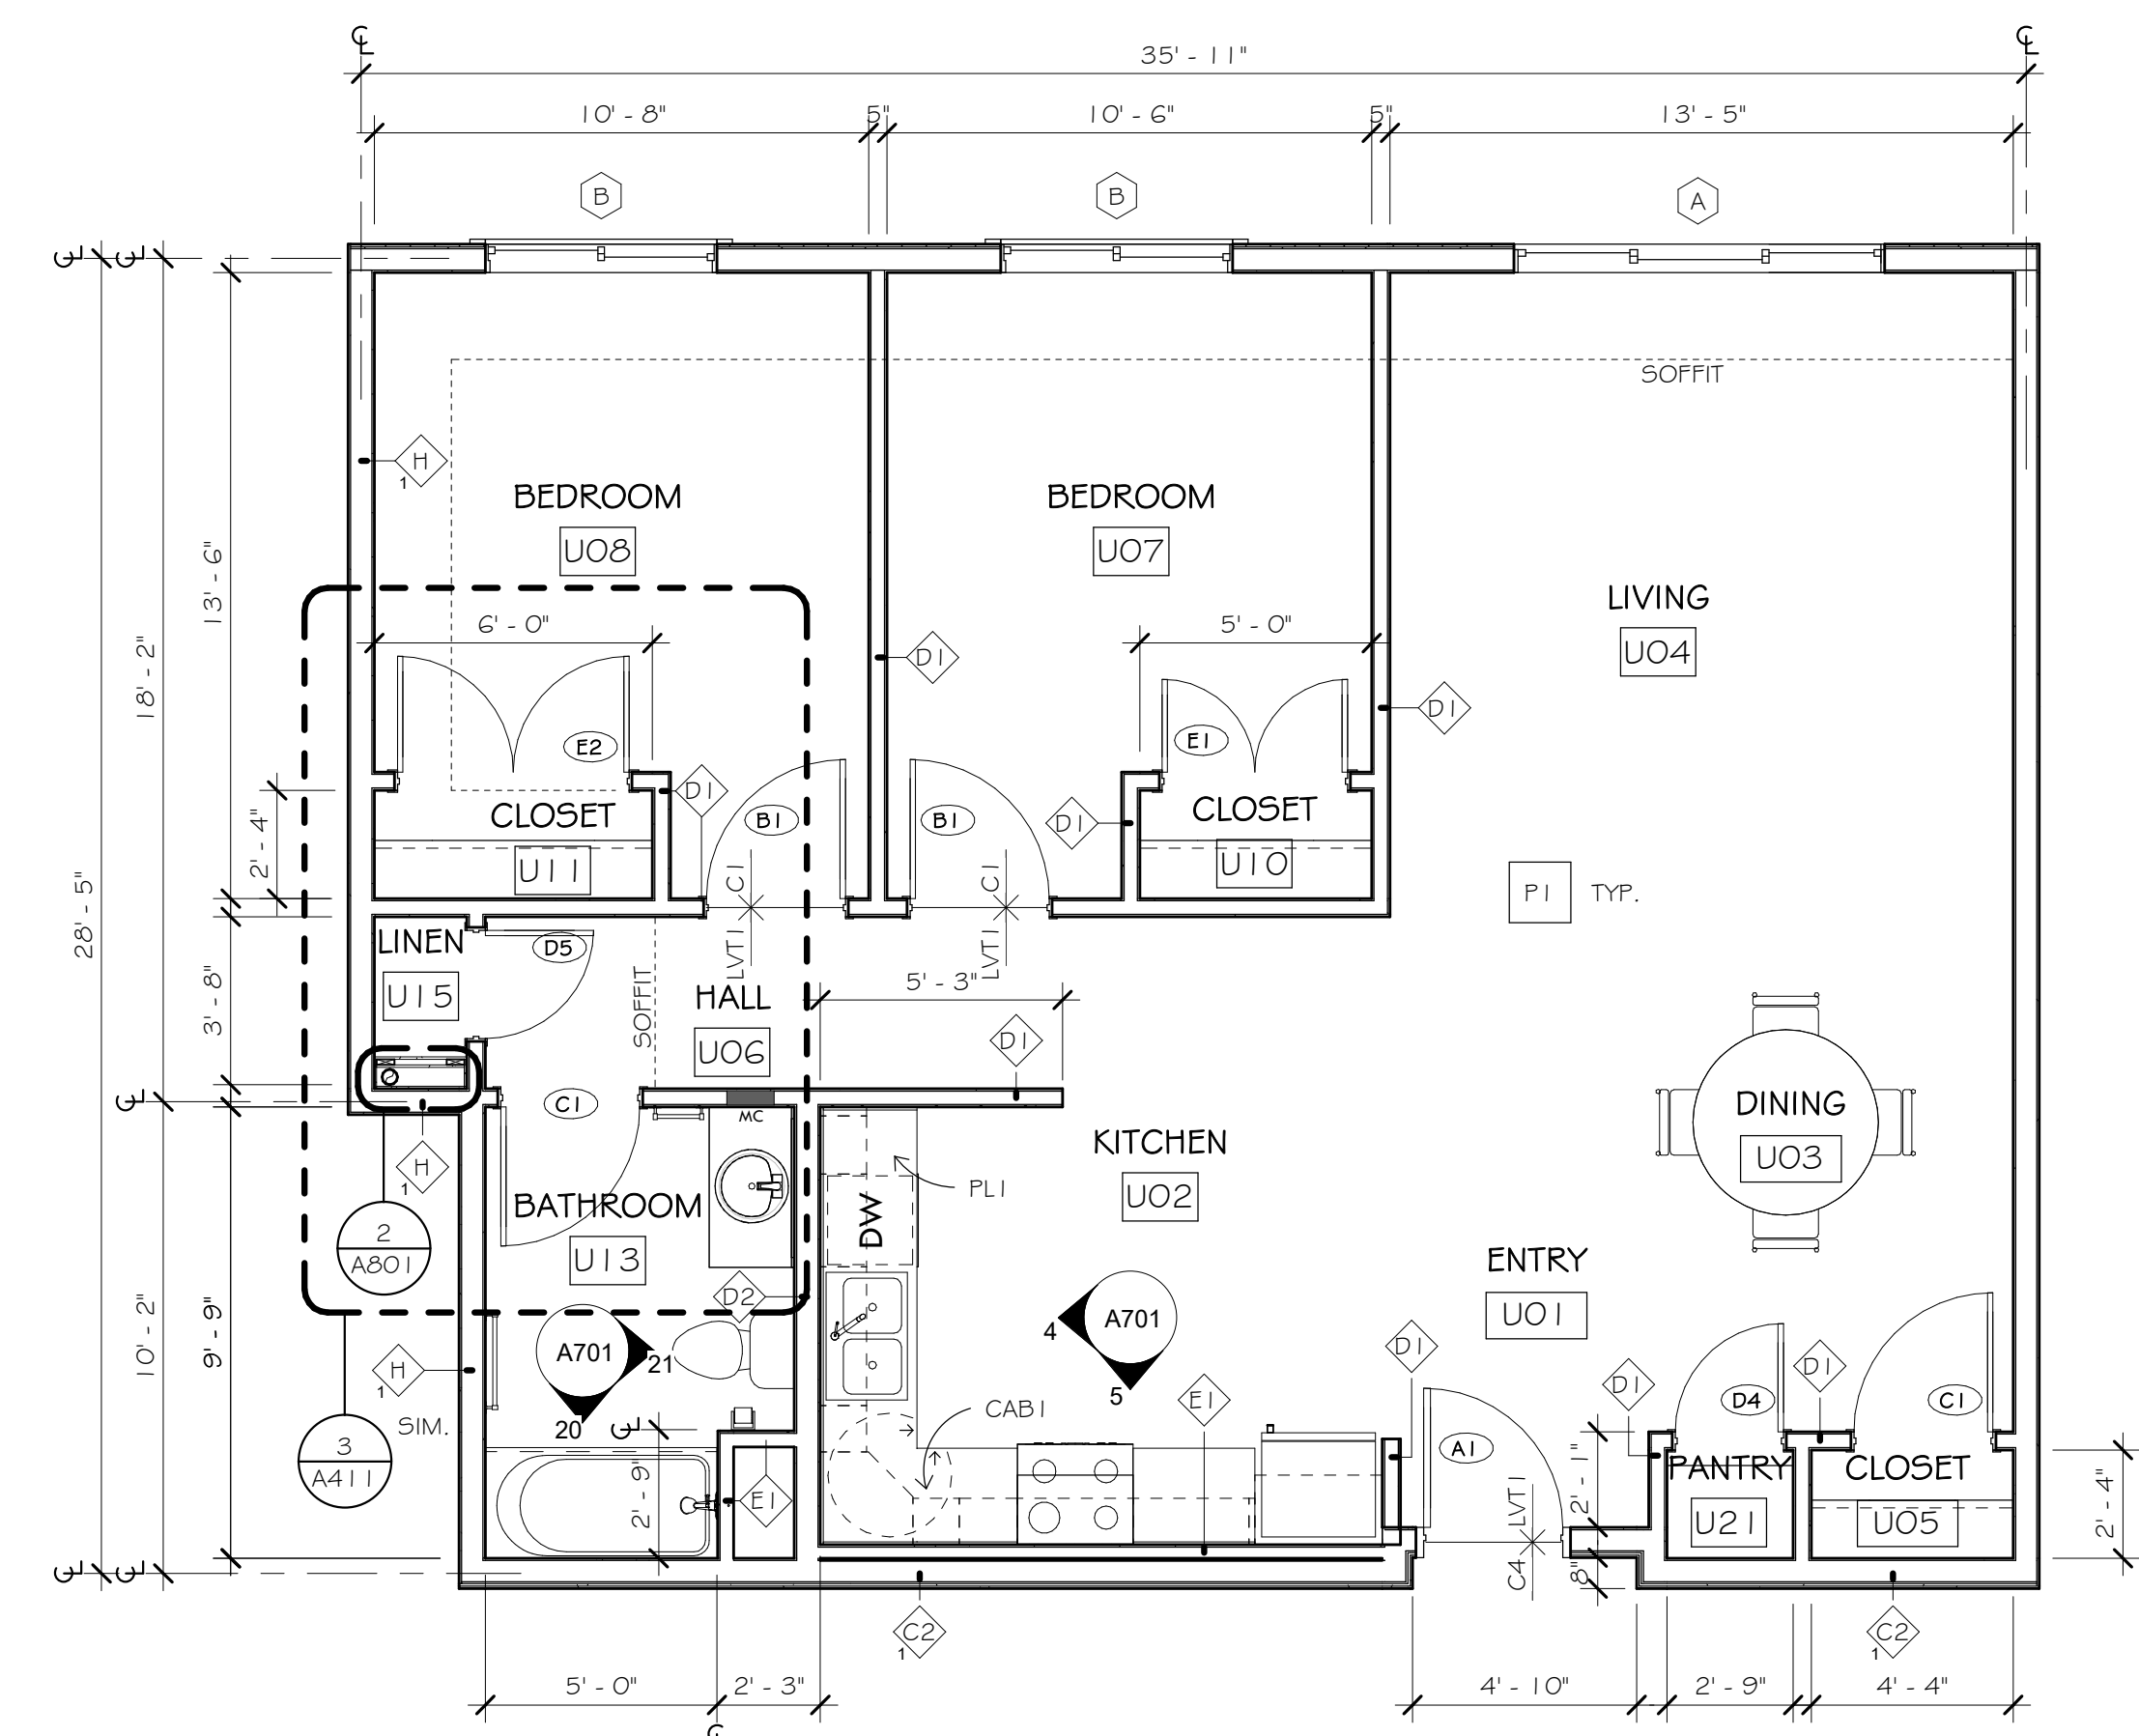 35' - 11"
10' - 8"
5"
10' - 6"
5"
13' - 5"
B
B
A
SOFFIT
H
1
BEDROOM
U08
BEDROOM
U07
LIVING
U04
13' - 6"
18' - 2"
28' - 5"
6' - 0"
5' - 0"
D1
D1
E2
E1
D1
CLOSET
U11
B1
B1
D1
CLOSET
U10
2' - 4"
C1
LVT1
C1
LVT1
P1
TYP.
LINEN
U15
D5
SOFFIT
HALL
U06
5' - 3"
D1
3' - 8"
C1
MC
KITCHEN
U02
DINING
U03
H
1
PL1
DW
BATHROOM
U13
2
A801
D2
ENTRY
U01
A701
4
5
A701
21
20
H
1
SIM.
3
A411
10' - 2"
9' - 9"
2' - 9"
E1
CAB1
E1
D1
A1
D1
D4
D1
C1
PANTRY
U21
CLOSET
U05
2' - 1"
8"
LVT1
C4
2' - 4"
C2
1
C2
1
5' - 0"
2' - 3"
4' - 10"
2' - 9"
4' - 4"